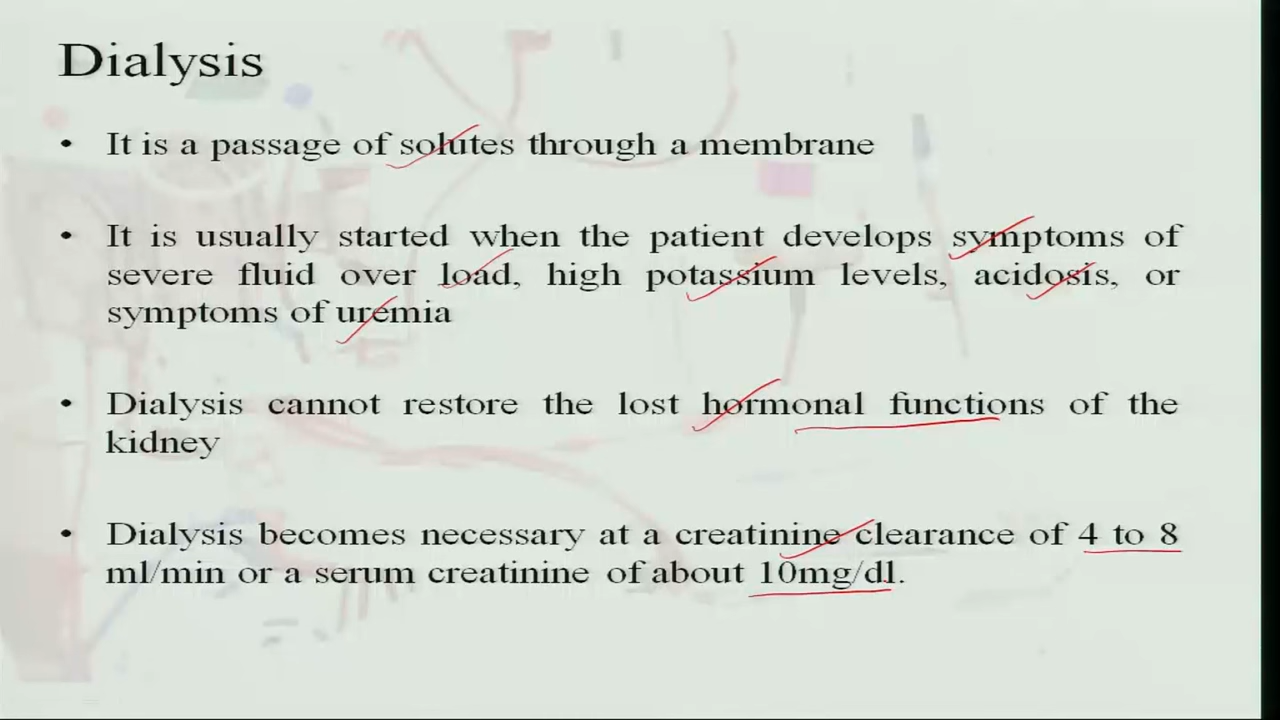 Dialysis
• It is a passage of solutes through a membrane
• It is usually started when the patient develops symptoms of
severe fluid over load, high potassium levels, acidosis, or
symptoms of uremia
• Dialysis cannot restore the lost hormonal functions of the
kidney
• Dialysis becomes necessary at a creatinine clearance of 4 to 8
ml/min or a serum creatinine of about 10mg/dl.